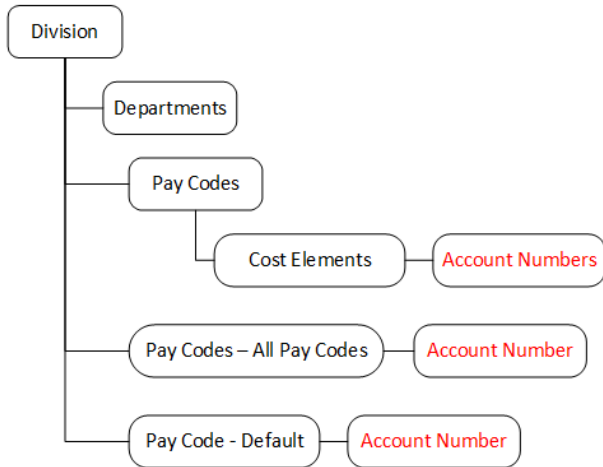 Division
Departments
Pay Codes
Cost Elements
Account Numbers
Pay Codes – All Pay Codes
Account Number
Pay Code - Default
Account Number